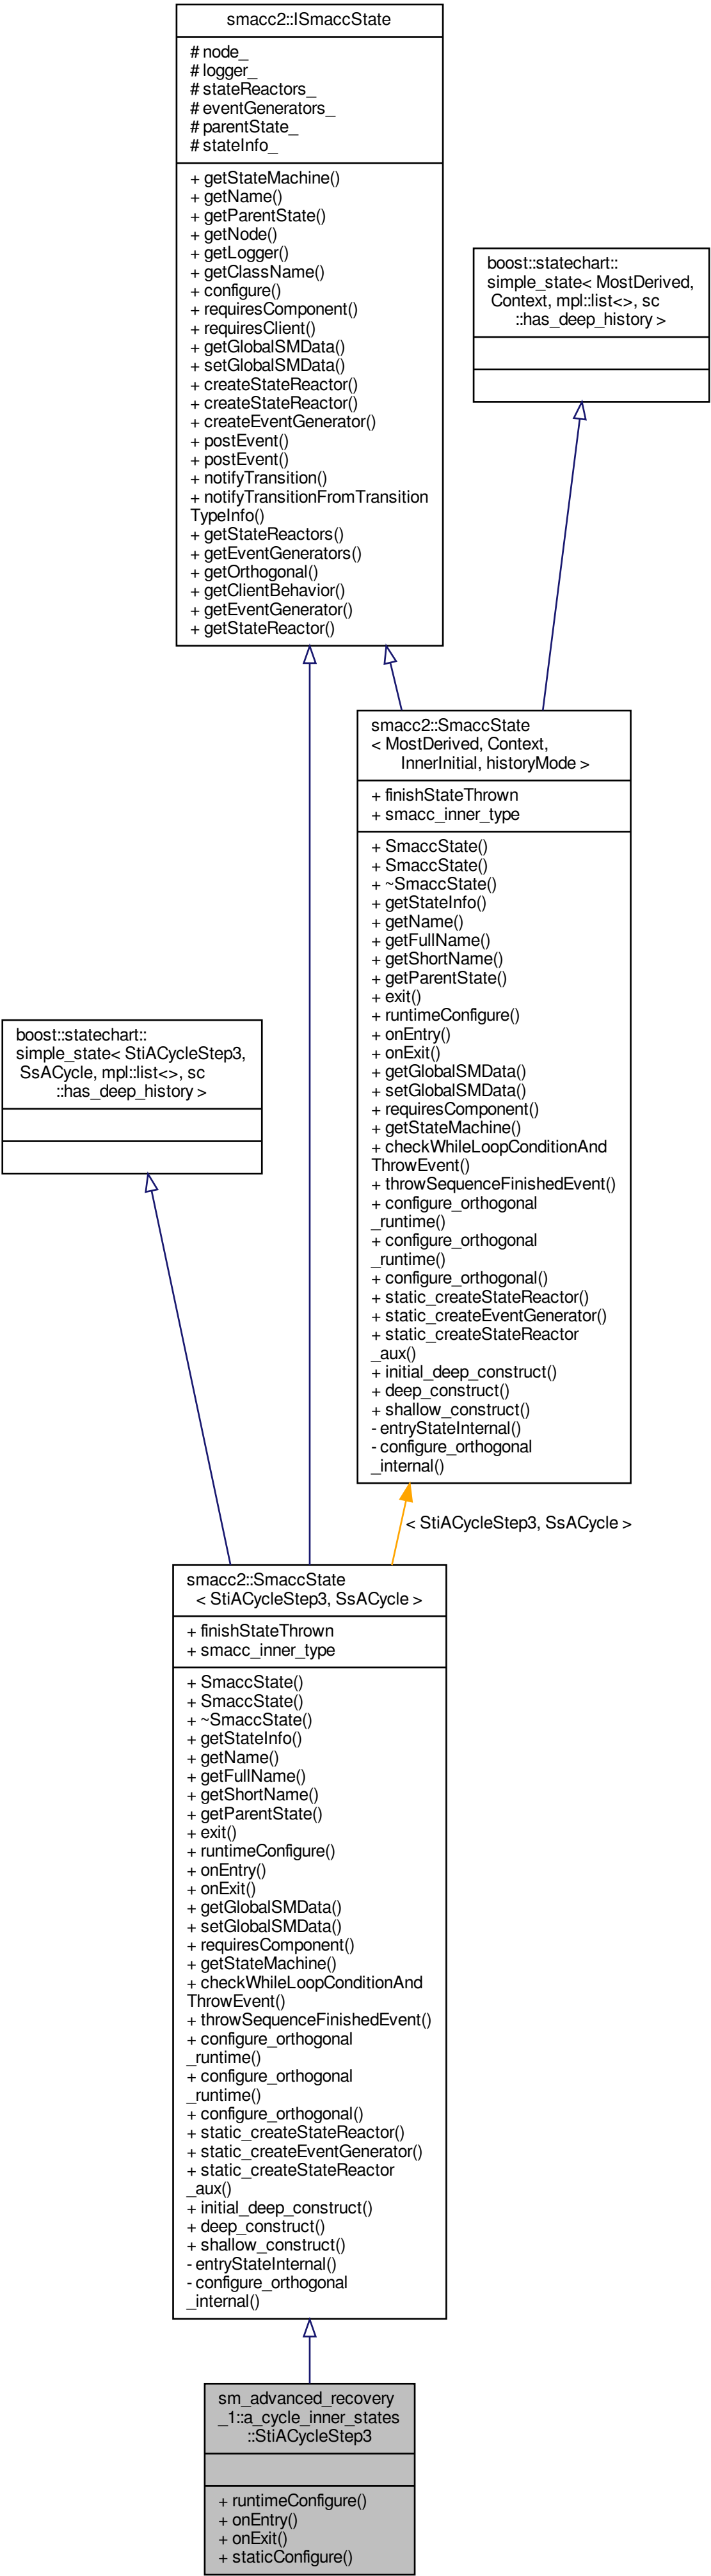 smacc2::ISmaccState
# node_
# logger_
# stateReactors_
# eventGenerators_
# parentState_
# stateInfo_
+ getStateMachine()
+ getName()
+ getParentState()
+ getNode()
+ getLogger()
+ getClassName()
+ configure()
+ requiresComponent()
+ requiresClient()
+ getGlobalSMData()
+ setGlobalSMData()
+ createStateReactor()
+ createStateReactor()
+ createEventGenerator()
+ postEvent()
+ postEvent()
+ notifyTransition()
+ notifyTransitionFromTransition
TypeInfo()
+ getStateReactors()
+ getEventGenerators()
+ getOrthogonal()
+ getClientBehavior()
+ getEventGenerator()
+ getStateReactor()
boost::statechart::
simple_state< MostDerived,
Context, mpl::list<>, sc
::has_deep_history >
smacc2::SmaccState
< MostDerived, Context,
InnerInitial, historyMode >
+ finishStateThrown
+ smacc_inner_type
+ SmaccState()
+ SmaccState()
+ ~SmaccState()
+ getStateInfo()
+ getName()
+ getFullName()
+ getShortName()
+ getParentState()
+ exit()
+ runtimeConfigure()
+ onEntry()
+ onExit()
+ getGlobalSMData()
+ setGlobalSMData()
+ requiresComponent()
+ getStateMachine()
+ checkWhileLoopConditionAnd
ThrowEvent()
+ throwSequenceFinishedEvent()
+ configure_orthogonal
_runtime()
+ configure_orthogonal
_runtime()
+ configure_orthogonal()
+ static_createStateReactor()
+ static_createEventGenerator()
+ static_createStateReactor
_aux()
+ initial_deep_construct()
+ deep_construct()
+ shallow_construct()
- entryStateInternal()
- configure_orthogonal
_internal()
boost::statechart::
simple_state< StiACycleStep3,
SsACycle, mpl::list<>, sc
::has_deep_history >
< StiACycleStep3, SsACycle >
smacc2::SmaccState
< StiACycleStep3, SsACycle >
+ finishStateThrown
+ smacc_inner_type
+ SmaccState()
+ SmaccState()
+ ~SmaccState()
+ getStateInfo()
+ getName()
+ getFullName()
+ getShortName()
+ getParentState()
+ exit()
+ runtimeConfigure()
+ onEntry()
+ onExit()
+ getGlobalSMData()
+ setGlobalSMData()
+ requiresComponent()
+ getStateMachine()
+ checkWhileLoopConditionAnd
ThrowEvent()
+ throwSequenceFinishedEvent()
+ configure_orthogonal
_runtime()
+ configure_orthogonal
_runtime()
+ configure_orthogonal()
+ static_createStateReactor()
+ static_createEventGenerator()
+ static_createStateReactor
_aux()
+ initial_deep_construct()
+ deep_construct()
+ shallow_construct()
- entryStateInternal()
- configure_orthogonal
_internal()
sm_advanced_recovery
_1::a_cycle_inner_states
::StiACycleStep3
+ runtimeConfigure()
+ onEntry()
+ onExit()
+ staticConfigure()